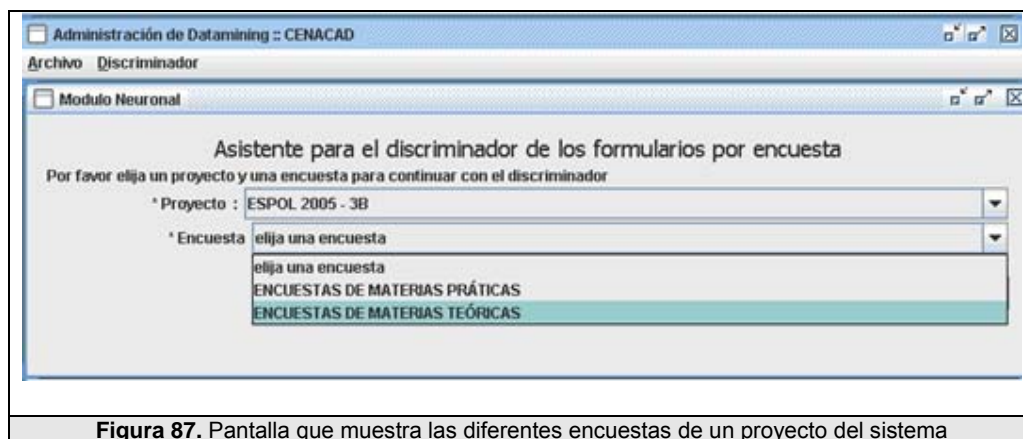 Administración de Datamining :: CENACAD
Archivo Discriminador
Modulo Neuronal
Asistente para el discriminador de los formularios por encuesta
Por favor elija un proyecto y una encuesta para continuar con el discriminador
* Proyecto : ESPOL 2005 - 3B
* Encuesta elija una encuesta
elija una encuesta
ENCUESTAS DE MATERIAS PRÁTICAS
ENCUESTAS DE MATERIAS TEÓRICAS
Figura 87. Pantalla que muestra las diferentes encuestas de un proyecto del sistema